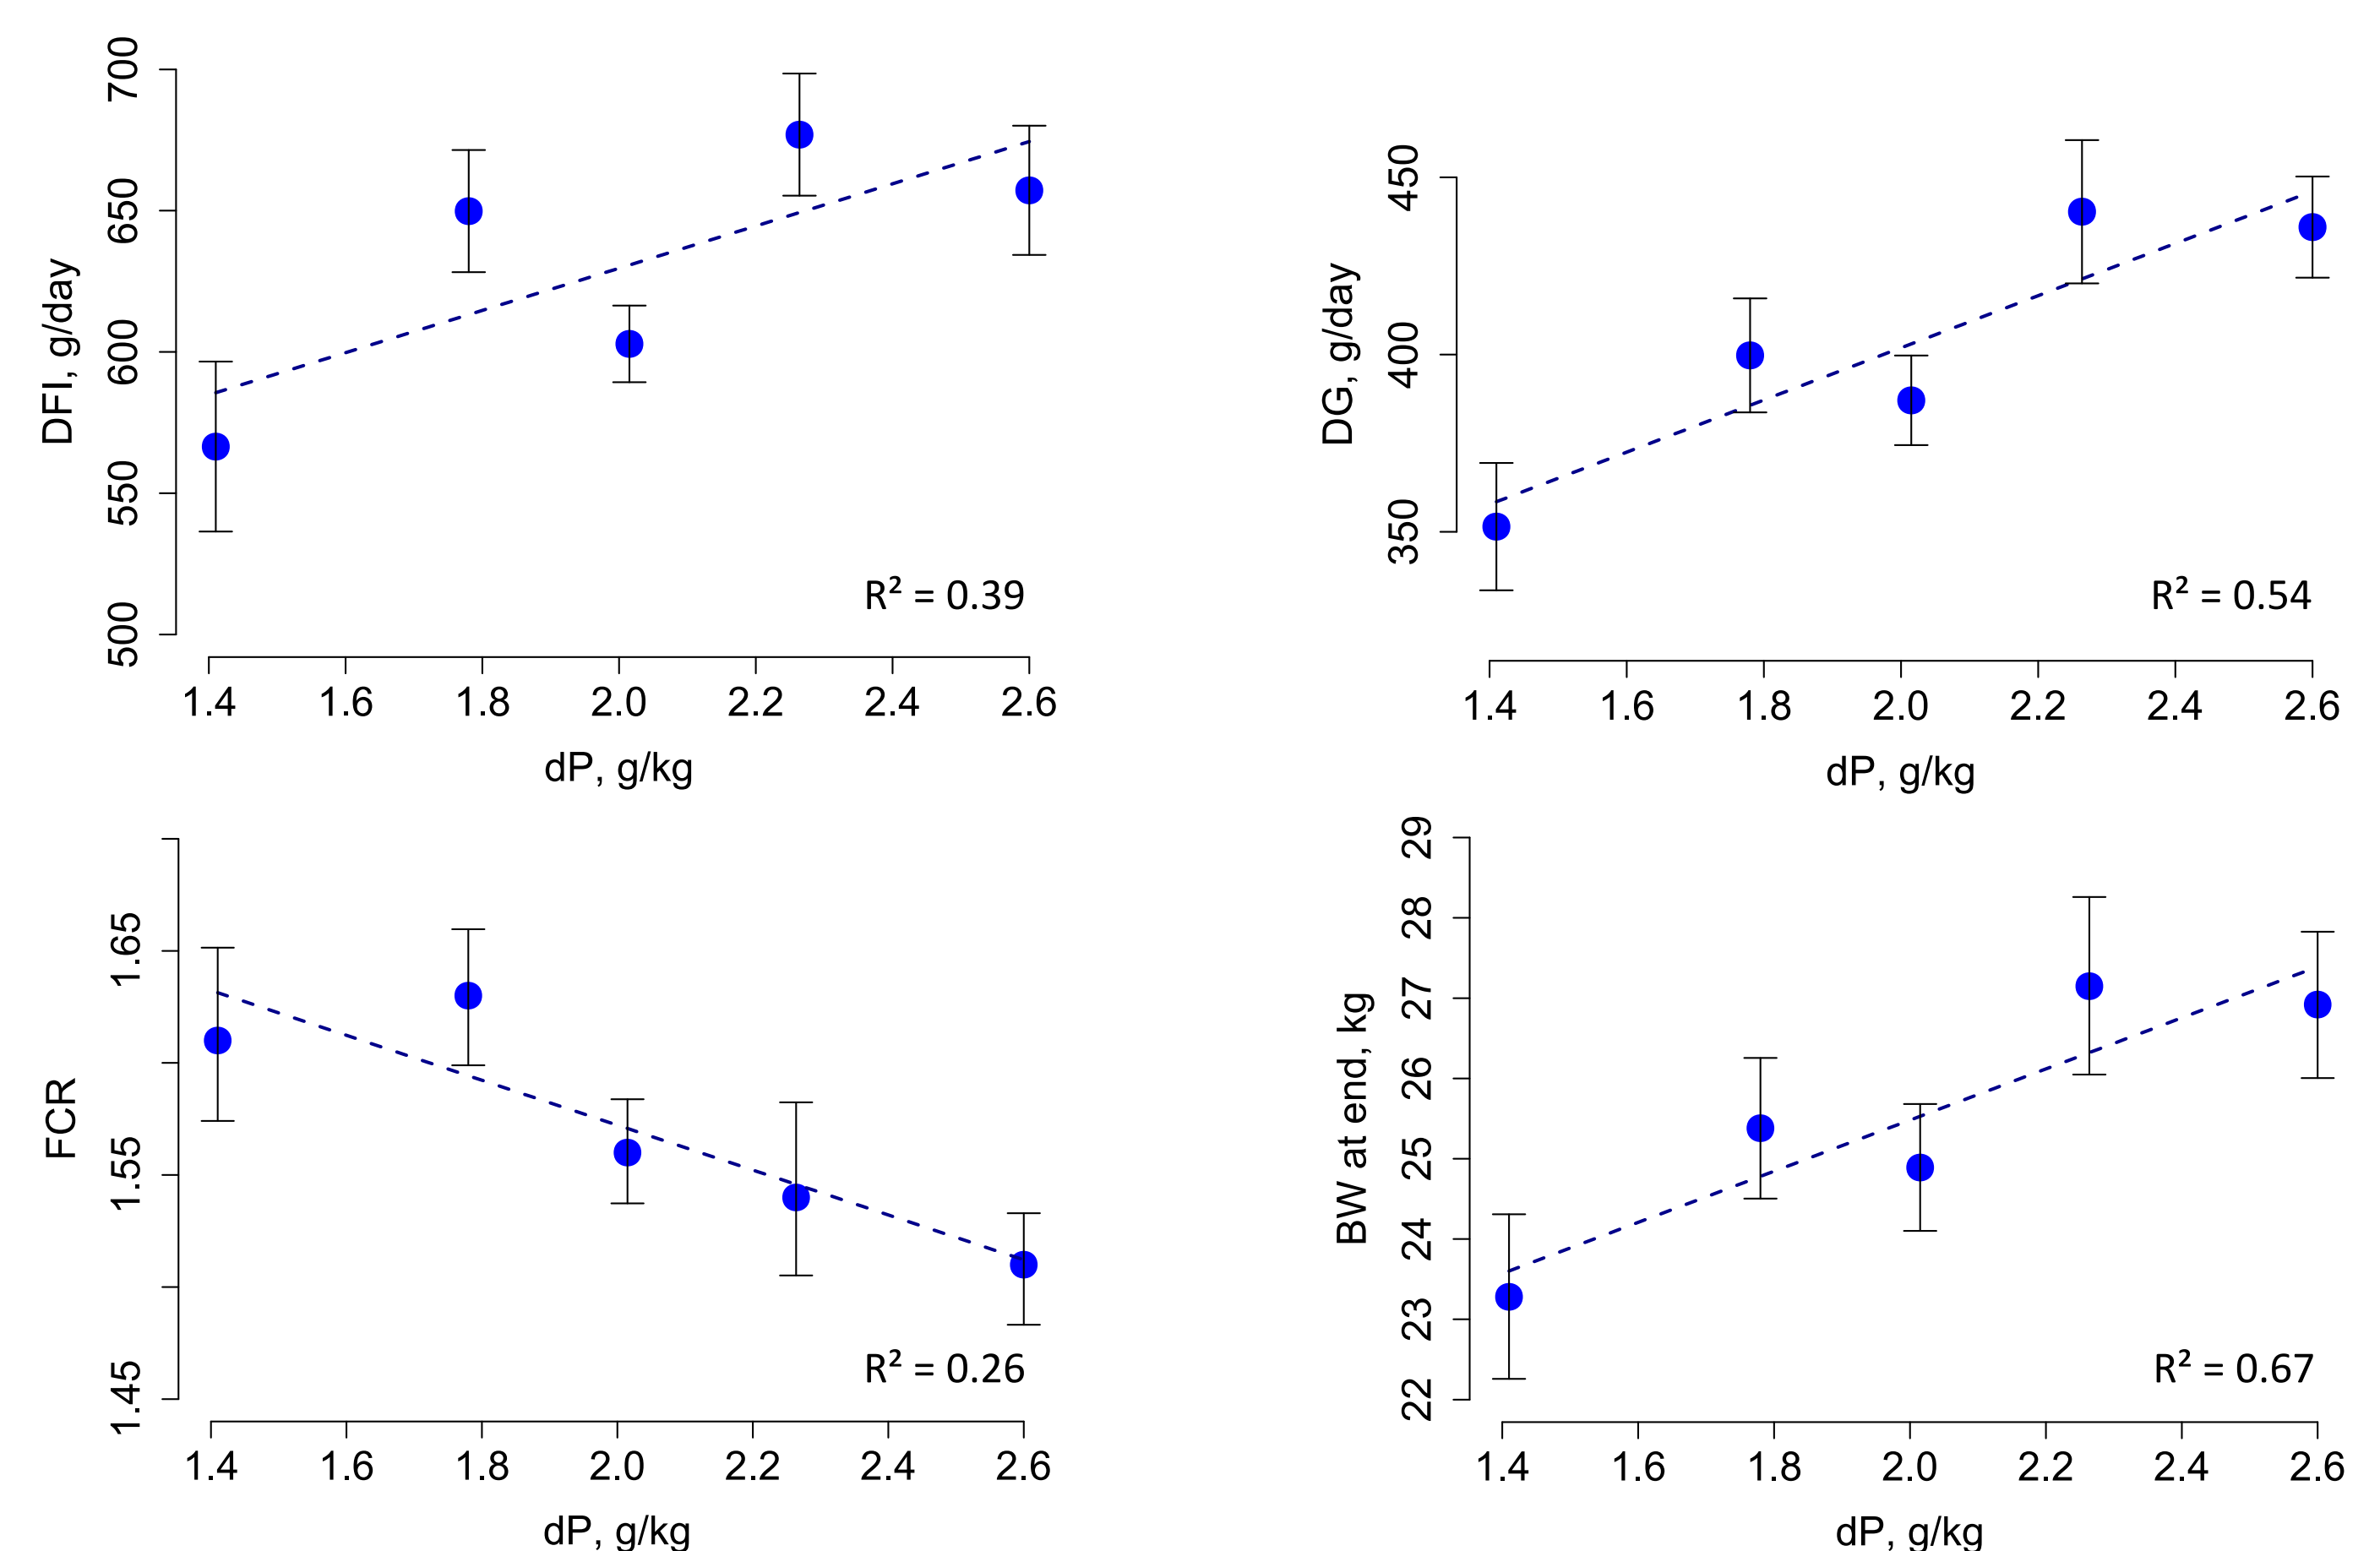 DFI, g/day
700
650
600
550
500
R² = 0.39
1.4 1.6 1.8 2.0 2.2 2.4 2.6
dP, g/kg
DG, g/day
450
400
350
R² = 0.54
1.4 1.6 1.8 2.0 2.2 2.4 2.6
dP, g/kg
FCR
1.65
1.55
1.45
R² = 0.26
1.4 1.6 1.8 2.0 2.2 2.4 2.6
dP, g/kg
BW at end, kg
29
28
27
26
25
24
23
22
R² = 0.67
1.4 1.6 1.8 2.0 2.2 2.4 2.6
dP, g/kg